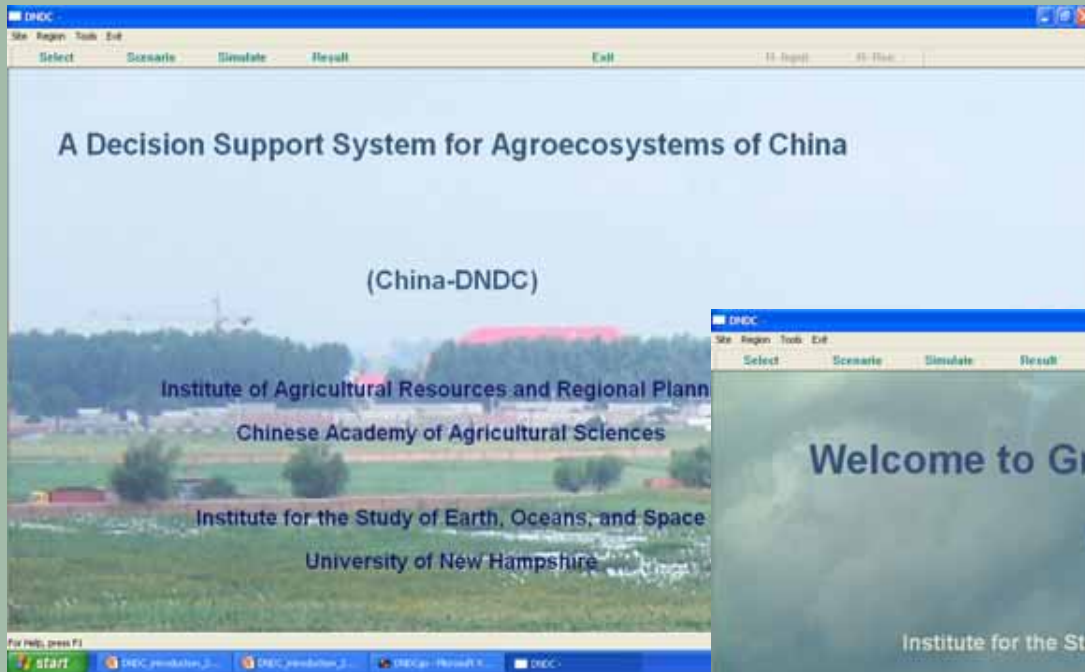 DNDC -
Site Region Tools Exit
Select Scenario Simulate Result Exit R-Input
A Decision Support System for Agroecosystems of China
(China-DNDC)
Institute of Agricultural Resources and Regional Plann
Chinese Academy of Agricultural Sciences
Institute for the Study of Earth, Oceans, and Space
University of New Hampshire
For Help, press F1
start DNDC -
DNDC -
Site Region Tools Exit
Select Scenario Simulate Result
Welcome to Gr
Institute for the St